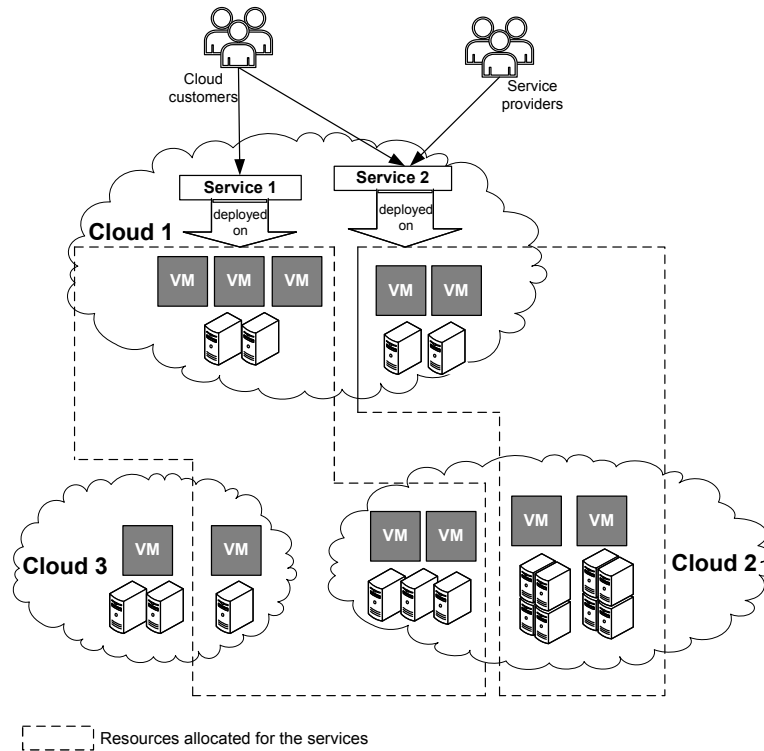 Cloud
customers
Service
providers
Service 1
Service 2
deployed
on
deployed
on
Cloud 1
VM
VM
VM
VM
VM
VM
VM
VM
VM
VM
VM
Cloud 3
Cloud 2
Resources allocated for the services